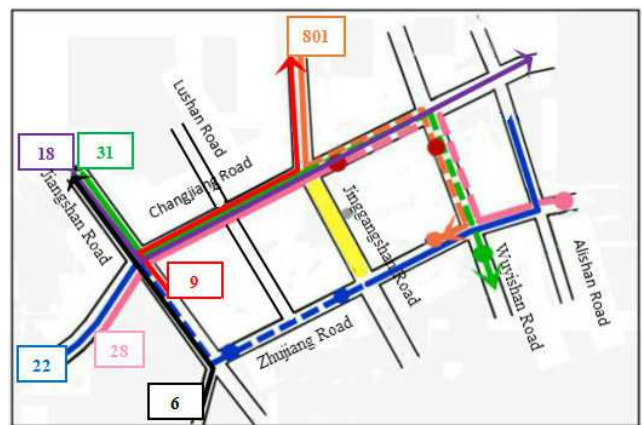 801
Lushan Road
18
31
Changjiang Road
Jiangshan Road
Jinggangshan Road
9
Wuyishan Road
Alishan Road
28
22
Zhujiang Road
6